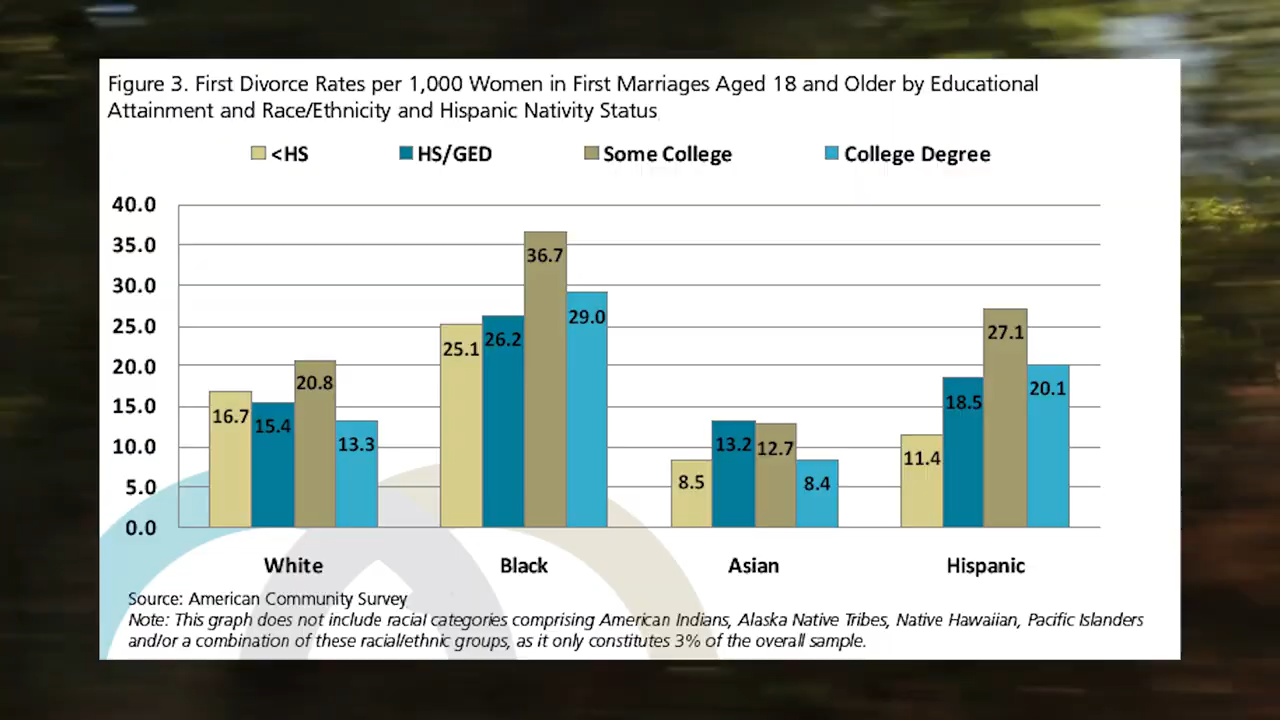 Figure 3. First Divorce Rates per 1,000 Women in First Marriages Aged 18 and Older by Educational
Attainment and Race/Ethnicity and Hispanic Nativity Status
<HS HS/GED Some College College Degree
40.0
35.0
30.0
25.0
20.0
15.0
10.0
5.0
0.0
16.7 15.4 20.8 13.3
25.1 26.2 36.7 29.0
8.5 13.2 12.7 8.4
11.4 18.5 27.1 20.1
White Black Asian Hispanic
Source: American Community Survey
Note: This graph does not include racial categories comprising American Indians, Alaska Native Tribes, Native Hawaiian, Pacific Islanders
and/or a combination of these racial/ethnic groups, as it only constitutes 3% of the overall sample.